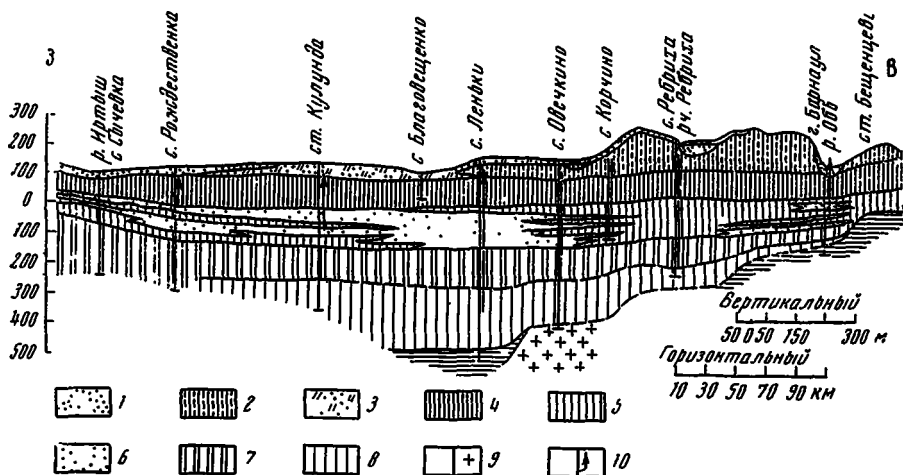 З
В
р. Иртыш
с Сычевка
с. Рождественка
ст. Кулунда
с Благовещенко
с. Леньки
с. Овечкино
с Корчино
с. Ребриха
рч. Ребриха
г. Барнаул
р. Обь
ст. Бещенцевь
300
200
100
0
100
200
300
400
500
Вертикальный
50 0 50 150 300 м
Горизонтальный
10 30 50 70 90 км
1 2 3 4 5
6 7 8 9 10